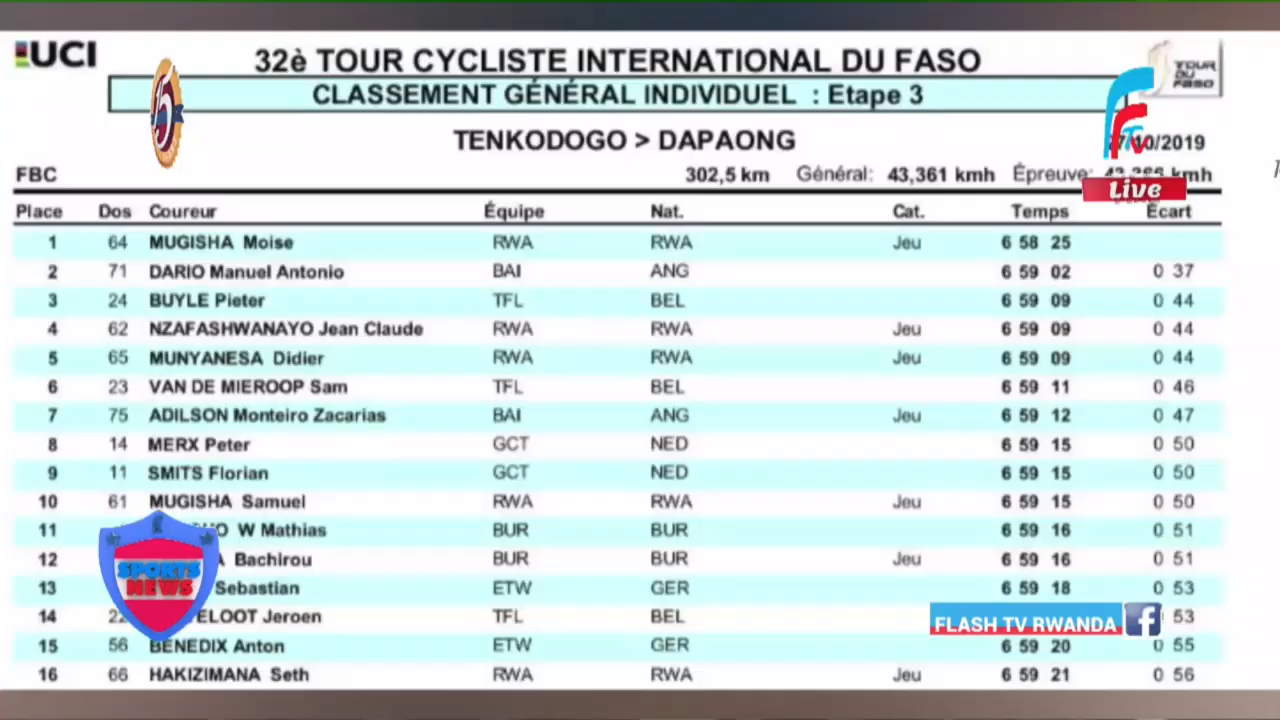 UCI
32è TOUR CYCLISTE INTERNATIONAL DU FASO
CLASSEMENT GÉNÉRAL INDIVIDUEL : Etape 3
TOUR DU FASO
15
TENKODOGO > DAPAONG /10/2019
FTV
FBC 302,5 km Général: 43,361 kmh Épreuve: kmh
Live
Place Dos Coureur Équipe Nat. Cat. Temps Écart
1 64 MUGISHA Moise RWA RWA Jeu 6 58 25
2 71 DARIO Manuel Antonio BAI ANG 6 59 02 0 37
3 24 BUYLE Pieter TFL BEL 6 59 09 0 44
4 62 NZAFASHWANAYO Jean Claude RWA RWA Jeu 6 59 09 0 44
5 65 MUNYANESA Didier RWA RWA Jeu 6 59 09 0 44
6 23 VAN DE MIEROOP Sam TFL BEL 6 59 11 0 46
7 75 ADILSON Monteiro Zacarias BAI ANG Jeu 6 59 12 0 47
8 14 MERX Peter GCT NED 6 59 15 0 50
9 11 SMITS Florian GCT NED 6 59 15 0 50
10 61 MUGISHA Samuel RWA RWA Jeu 6 59 15 0 50
11 W Mathias BUR BUR 6 59 16 0 51
12 Bachirou BUR BUR Jeu 6 59 16 0 51
13 Sebastian ETW GER 6 59 18 0 53
14 ELOOT Jeroen TFL BEL 53
15 56 BENEDIX Anton ETW GER 6 59 20 0 55
16 66 HAKIZIMANA Seth RWA RWA Jeu 6 59 21 0 56
SPORTS NEWS
FLASH TV RWANDA f